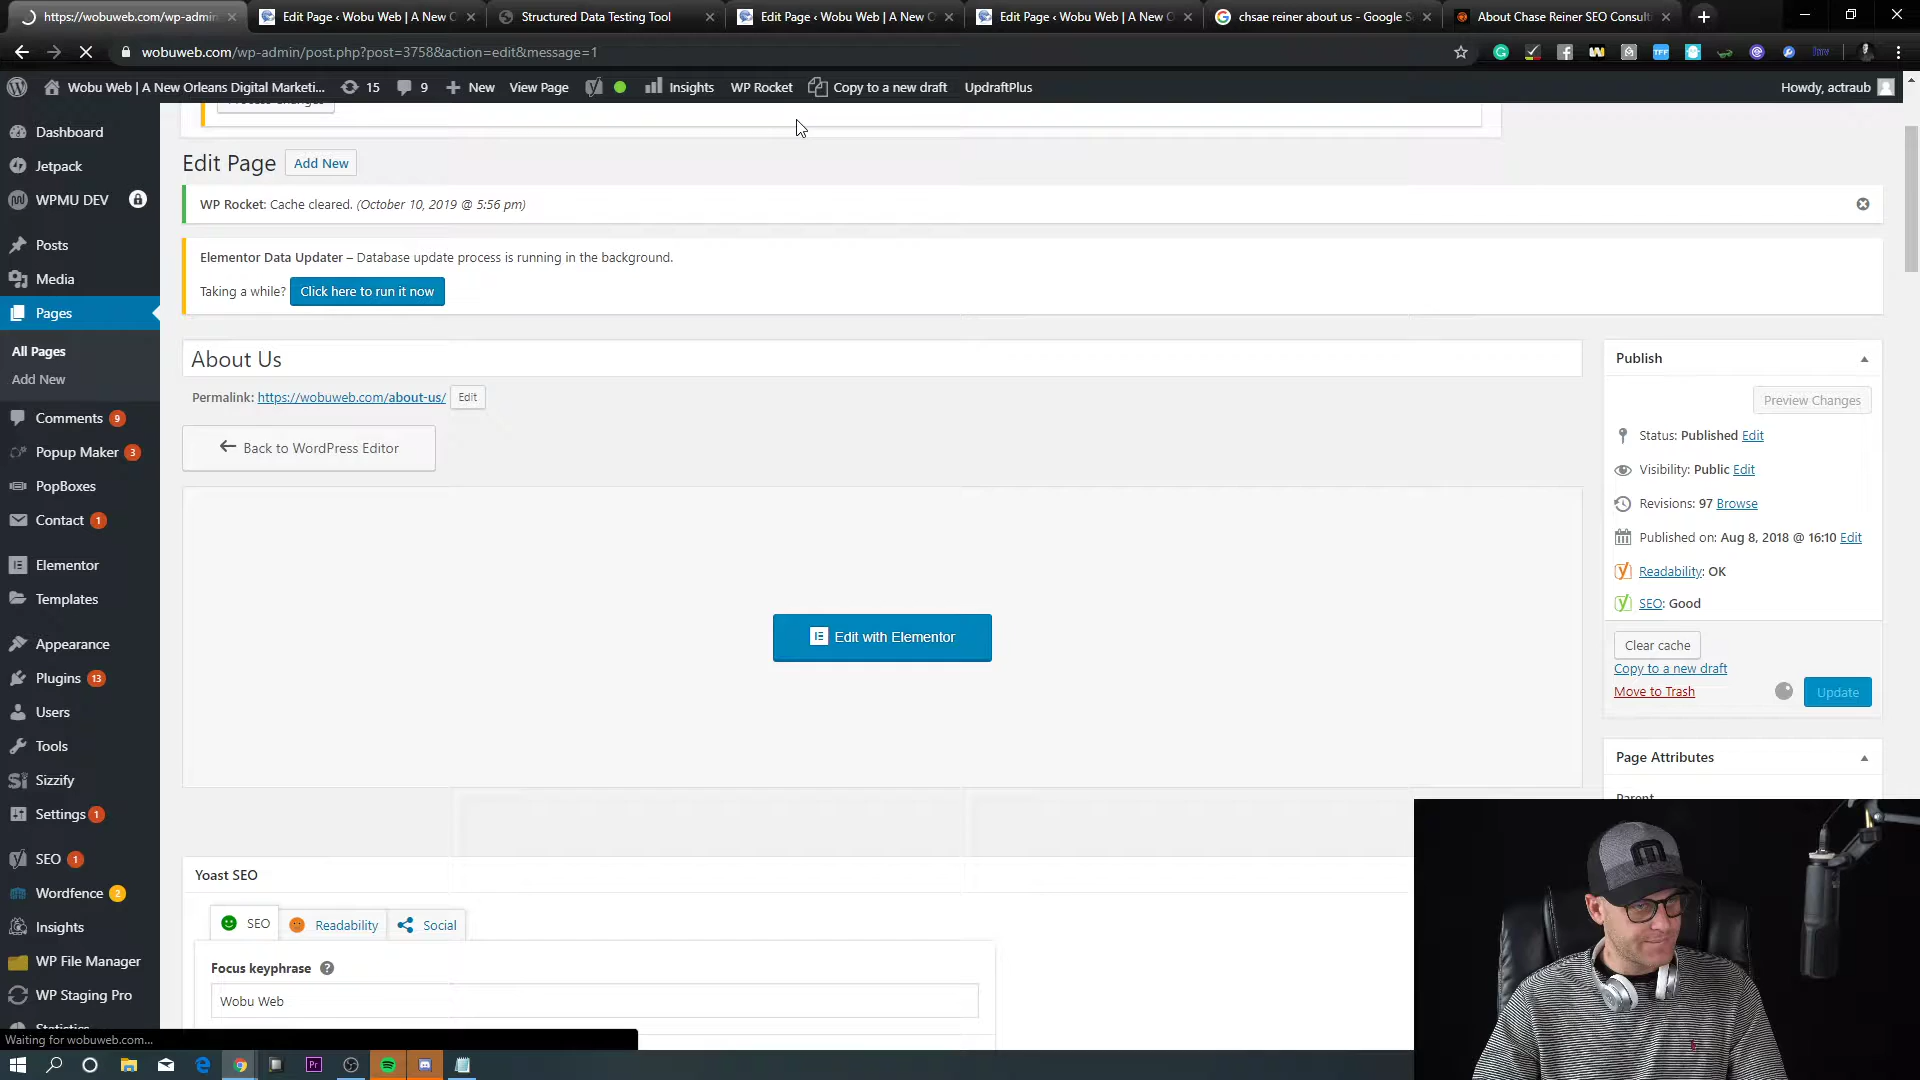 https://wobuweb.com/wp-admin
Edit Page ‹ Wobu Web | A New O
Structured Data Testing Tool
Edit Page ‹ Wobu Web | A New O
Edit Page ‹ Wobu Web | A New O
chsae reiner about us - Google S
About Chase Reiner SEO Consult
wobuweb.com/wp-admin/post.php?post=3758&action=edit&message=1
Wobu Web | A New Orleans Digital Marketi... 15 9 New View Page Insights WP Rocket Copy to a new draft UpdraftPlus Howdy, actraub
Process Changes
Dashboard
Jetpack
WPMU DEV
Posts
Media
Pages
All Pages
Add New
Comments 9
Popup Maker 3
PopBoxes
Contact 1
Elementor
Templates
Appearance
Plugins 13
Users
Tools
Sizzify
Settings 1
SEO 1
Wordfence 2
Insights
WP File Manager
WP Staging Pro
Statistics
Edit Page Add New
WP Rocket: Cache cleared. (October 10, 2019 @ 5:56 pm)
Elementor Data Updater – Database update process is running in the background.
Taking a while? Click here to run it now
About Us
Permalink: https://wobuweb.com/about-us/ Edit
Back to WordPress Editor
Edit with Elementor
Publish
Preview Changes
Status: Published Edit
Visibility: Public Edit
Revisions: 97 Browse
Published on: Aug 8, 2018 @ 16:10 Edit
Readability: OK
SEO: Good
Clear cache
Copy to a new draft
Move to Trash
Update
Page Attributes
Parent
Yoast SEO
SEO Readability Social
Focus keyphrase
Wobu Web
Waiting for wobuweb.com...
Pr